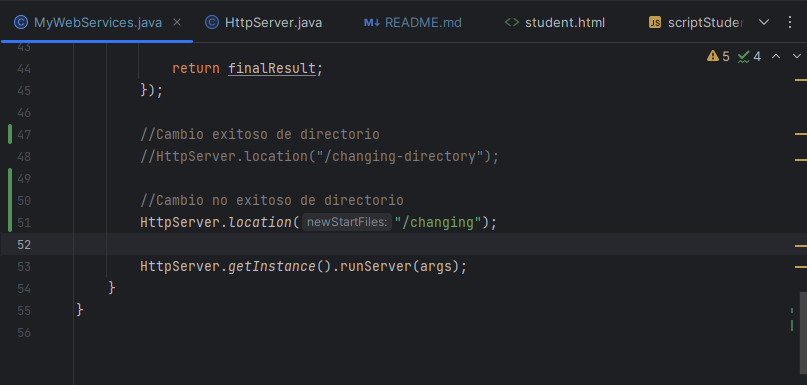 MyWebServices.java HttpServer.java README.md student.html scriptStude
43
44 return finalResult; 5 4
45 });
46
47 //Cambio exitoso de directorio
48 //HttpServer.location("/changing-directory");
49
50 //Cambio no exitoso de directorio
51 HttpServer.location( newStartFiles: "/changing");
52
53 HttpServer.getInstance().runServer(args);
54 }
55 }
56